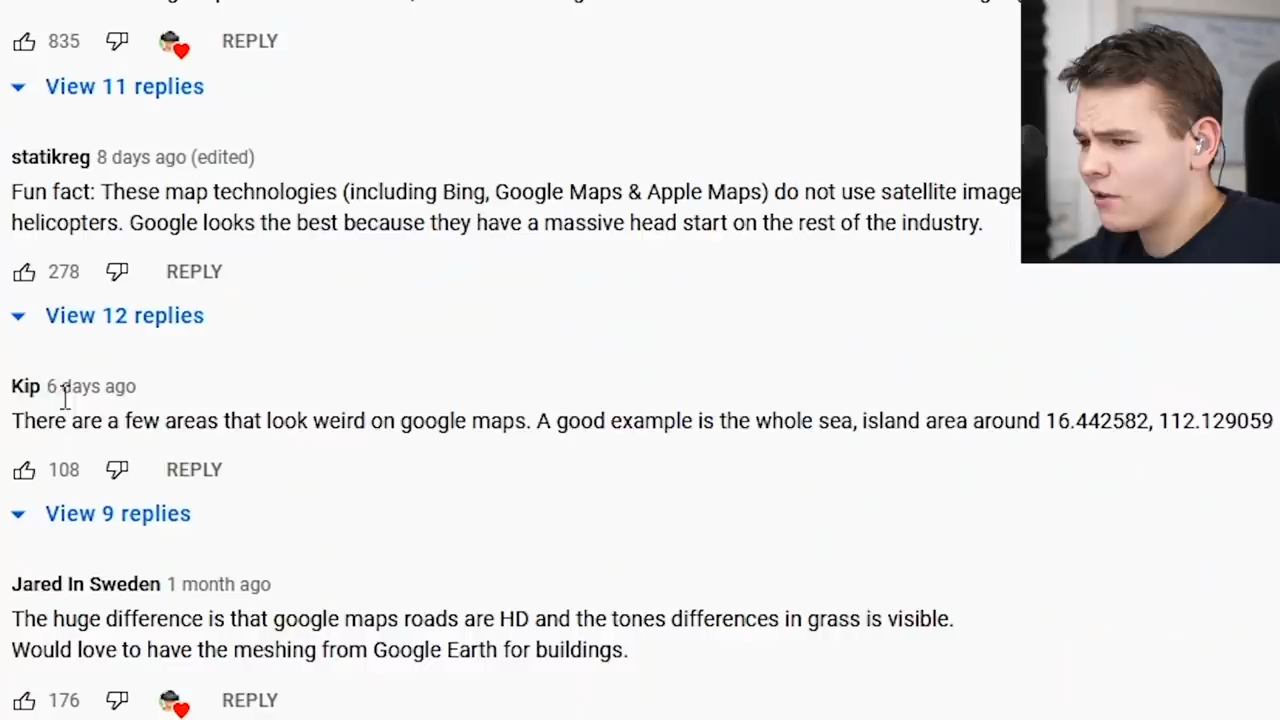 835 REPLY
View 11 replies
statikreg 8 days ago (edited)
Fun fact: These map technologies (including Bing, Google Maps & Apple Maps) do not use satellite image
helicopters. Google looks the best because they have a massive head start on the rest of the industry.
278 REPLY
View 12 replies
Kip 6 days ago
There are a few areas that look weird on google maps. A good example is the whole sea, island area around 16.442582, 112.129059
108 REPLY
View 9 replies
Jared In Sweden 1 month ago
The huge difference is that google maps roads are HD and the tones differences in grass is visible.
Would love to have the meshing from Google Earth for buildings.
176 REPLY